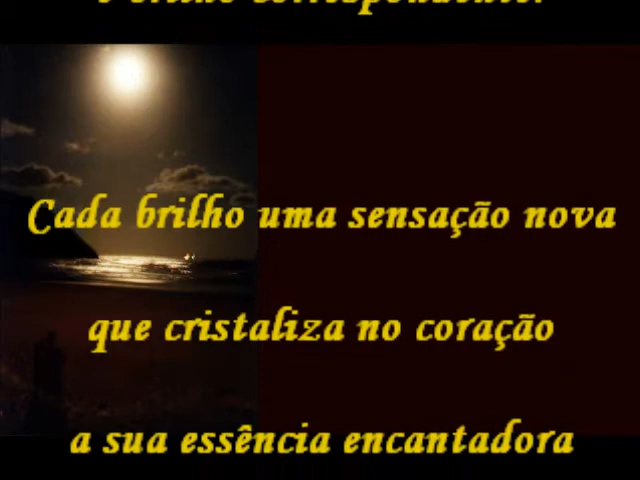 Cada brilho uma sensação nova
que cristaliza no coração
a sua essência encantadora